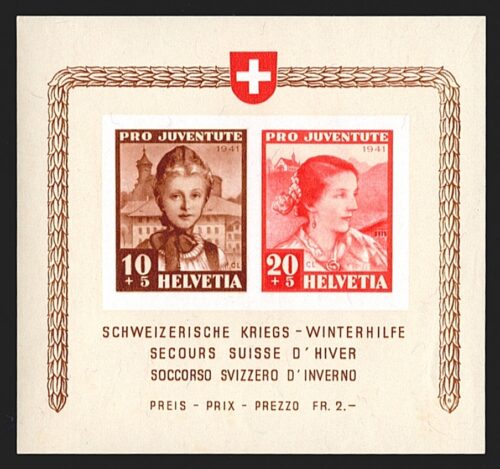 PRO JUVENTUTE
1941
10
+5
HELVETIA
PRO JUVENTUTE
1941
20
+5
CL
HELVETIA
SCHWEIZERISCHE KRIEGS - WINTERHILFE
SECOURS SUISSE D'HIVER
SOCCORSO SVIZZERO D'INVERNO
PREIS - PRIX - PREZZO FR. 2.-